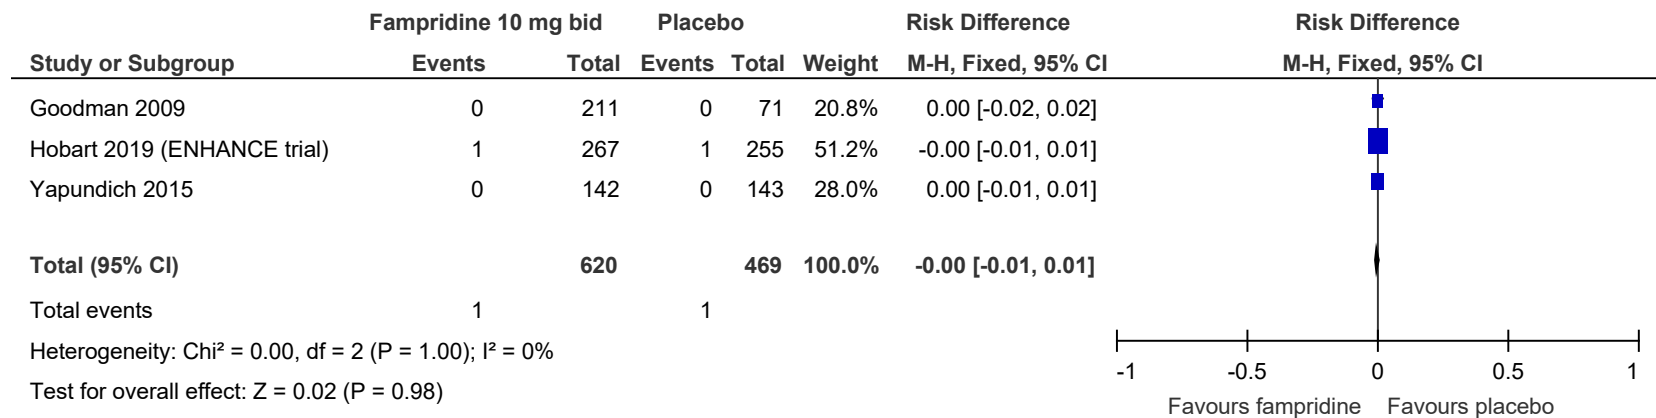 Fampridine 10 mg bid Placebo Risk Difference Risk Difference
Study or Subgroup Events Total Events Total Weight M-H, Fixed, 95% CI M-H, Fixed, 95% CI
Goodman 2009 0 211 0 71 20.8% 0.00 [-0.02, 0.02]
Hobart 2019 (ENHANCE trial) 1 267 1 255 51.2% -0.00 [-0.01, 0.01]
Yapundich 2015 0 142 0 143 28.0% 0.00 [-0.01, 0.01]
Total (95% CI) 620 469 100.0% -0.00 [-0.01, 0.01]
Total events 1 1
Heterogeneity: Chi² = 0.00, df = 2 (P = 1.00); I² = 0%
Test for overall effect: Z = 0.02 (P = 0.98)
-1 -0.5 0 0.5 1
Favours fampridine Favours placebo